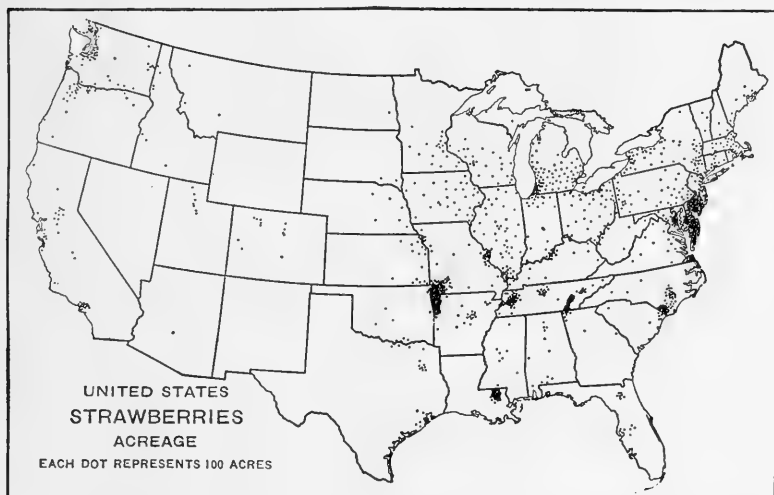 UNITED STATES
STRAWBERRIES
ACREAGE
EACH DOT REPRESENTS 100 ACRES